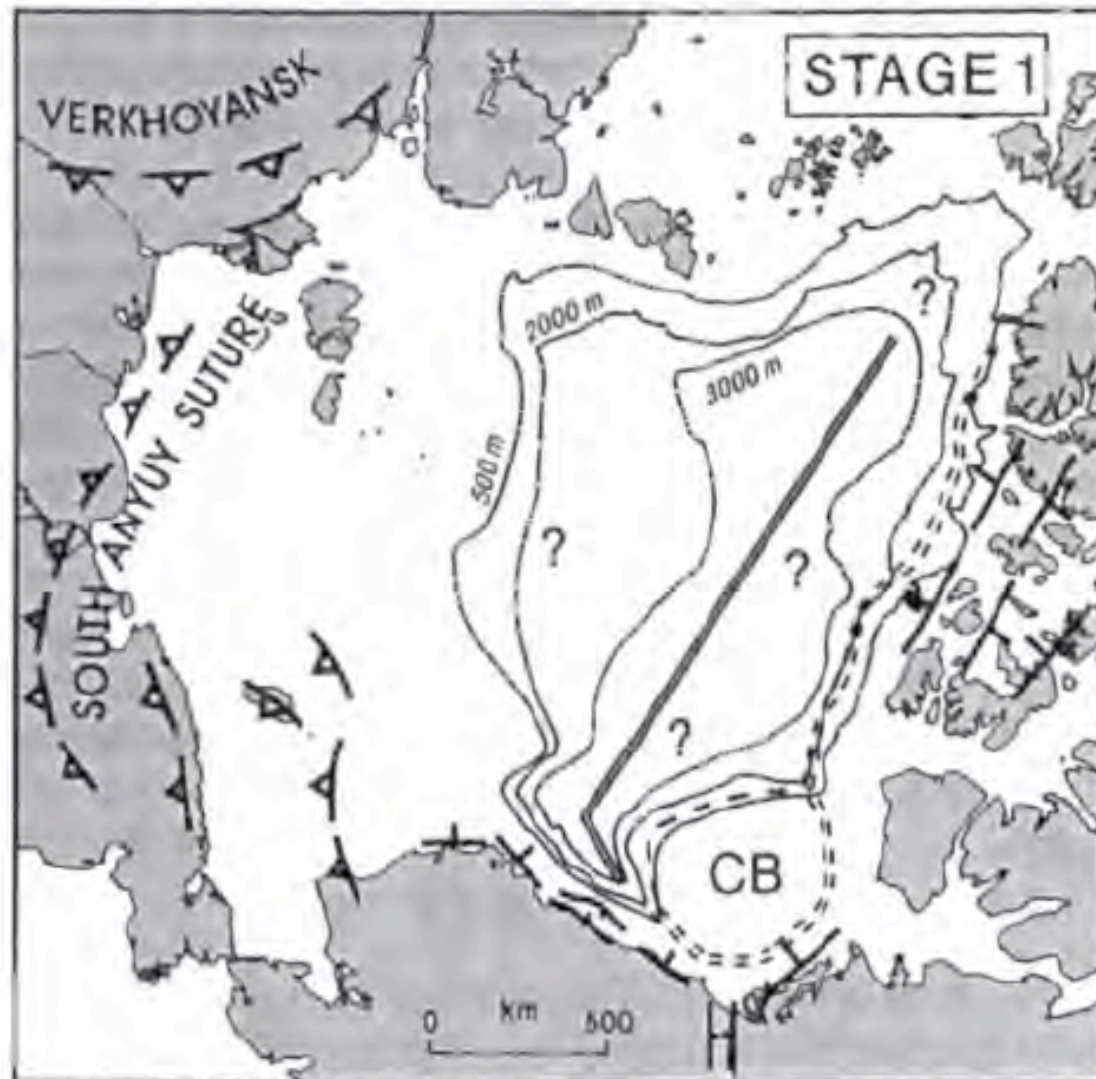 STAGE 1
VERKHOYANSK
SOUTH ANYUY SUTURE
2000 m
3000 m
500 m
?
?
?
?
CB
km
0 500